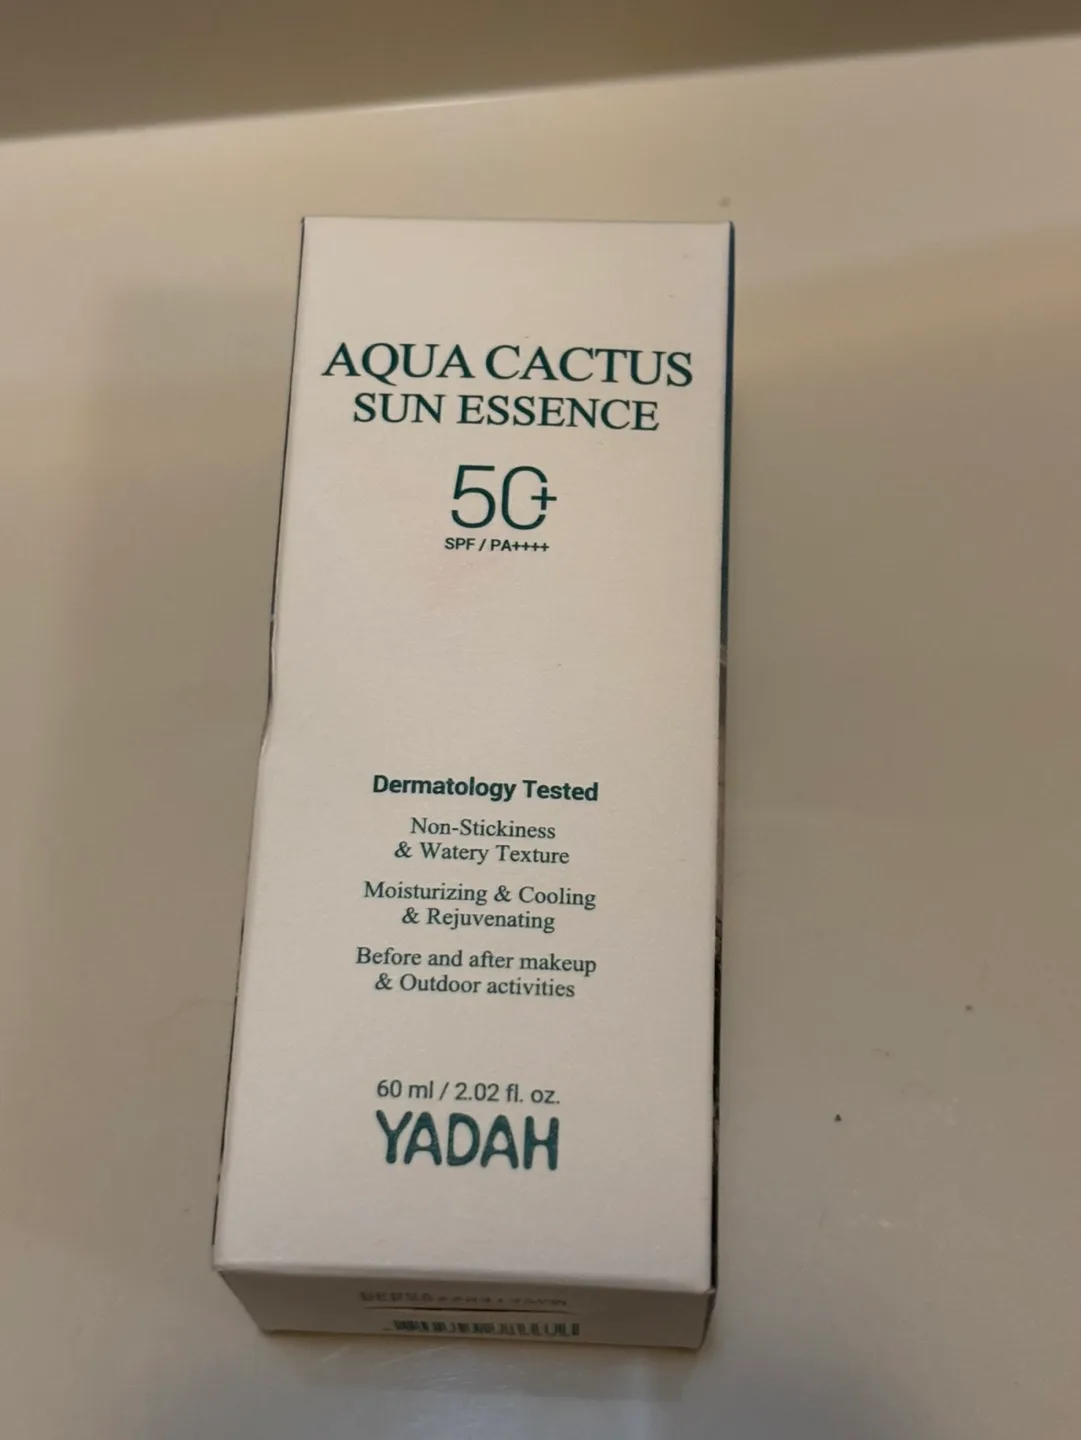 AQUA CACTUS
SUN ESSENCE
50+
SPF / PA++++
Dermatology Tested
Non-Stickiness
& Watery Texture
Moisturizing & Cooling
& Rejuvenating
Before and after makeup
& Outdoor activities
60 ml / 2.02 fl. oz.
YADAH